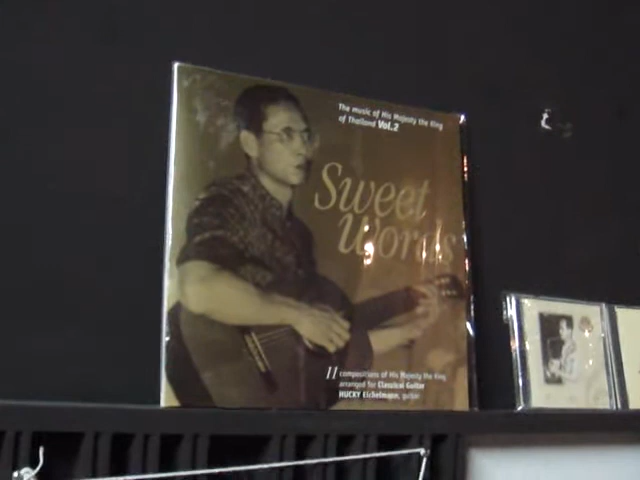 The music of His Majesty the King
of Thailand Vol.2
Sweet
Words
11 compositions of His Majesty the King
arranged for Classical Guitar
HUCKY Eichelmann, guitar